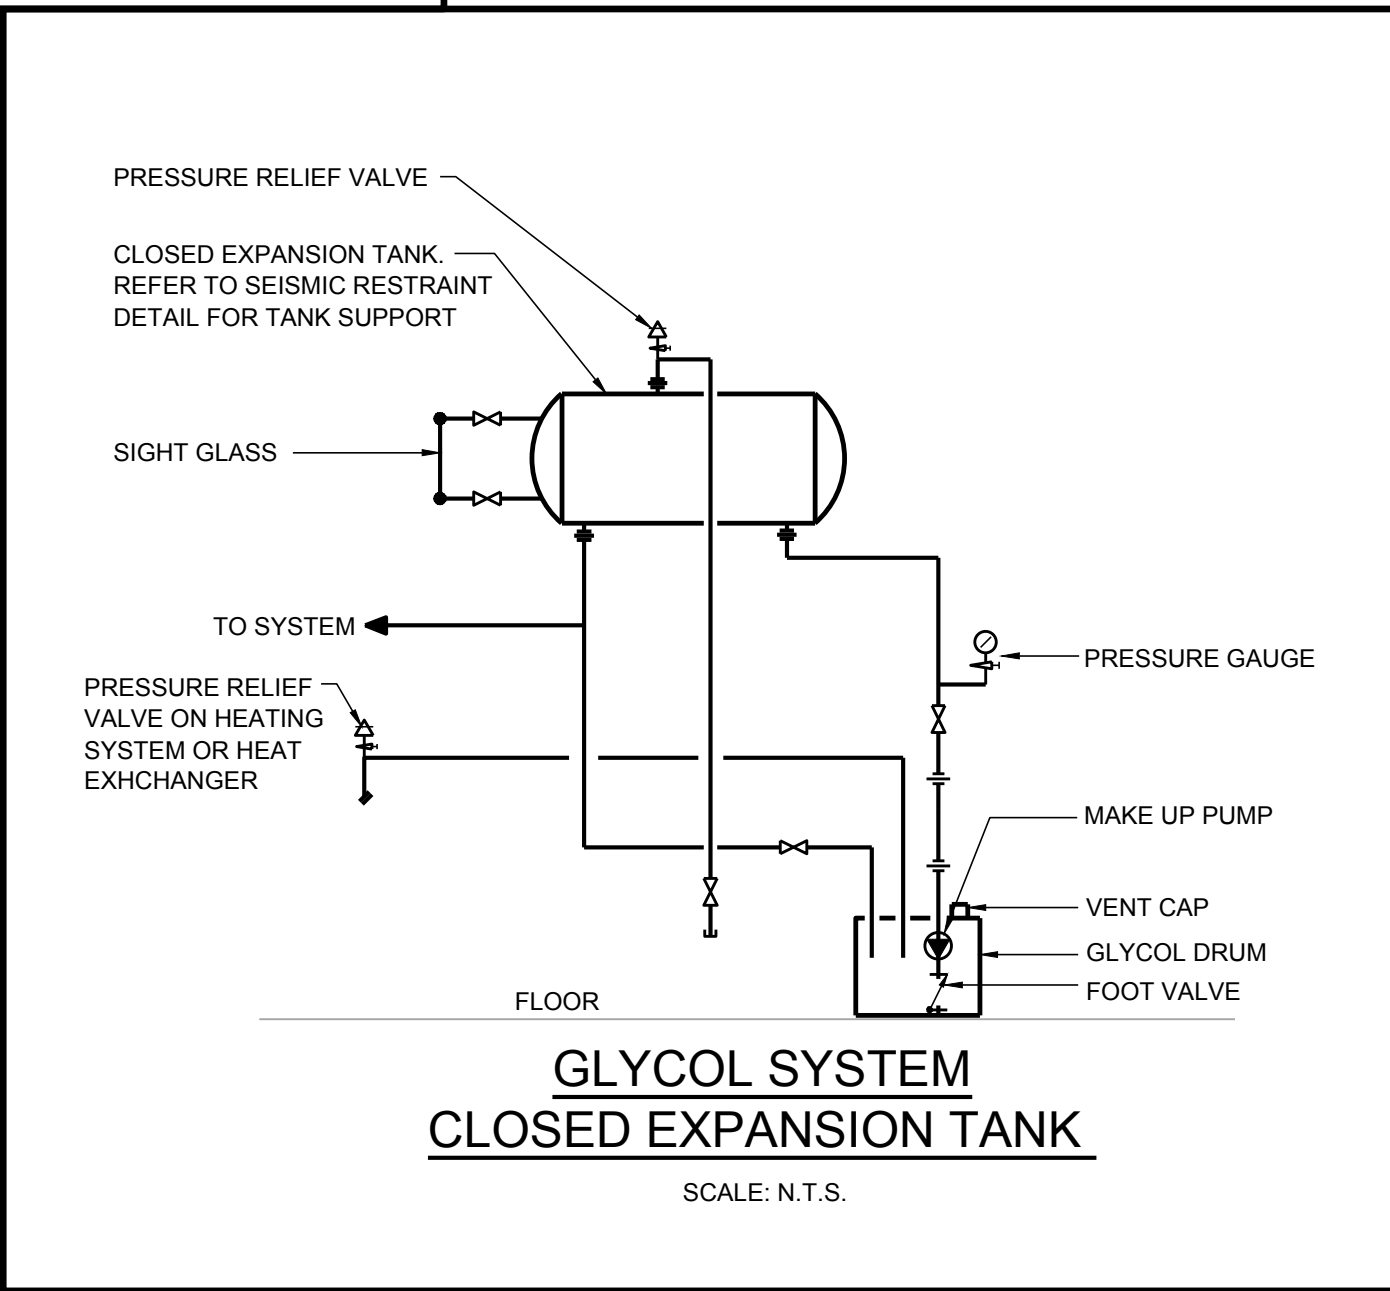 PRESSURE RELIEF VALVE
CLOSED EXPANSION TANK.
REFER TO SEISMIC RESTRAINT
DETAIL FOR TANK SUPPORT
SIGHT GLASS
TO SYSTEM
PRESSURE GAUGE
PRESSURE RELIEF
VALVE ON HEATING
SYSTEM OR HEAT
EXHCHANGER
MAKE UP PUMP
VENT CAP
GLYCOL DRUM
FOOT VALVE
FLOOR
GLYCOL SYSTEM
CLOSED EXPANSION TANK
SCALE: N.T.S.